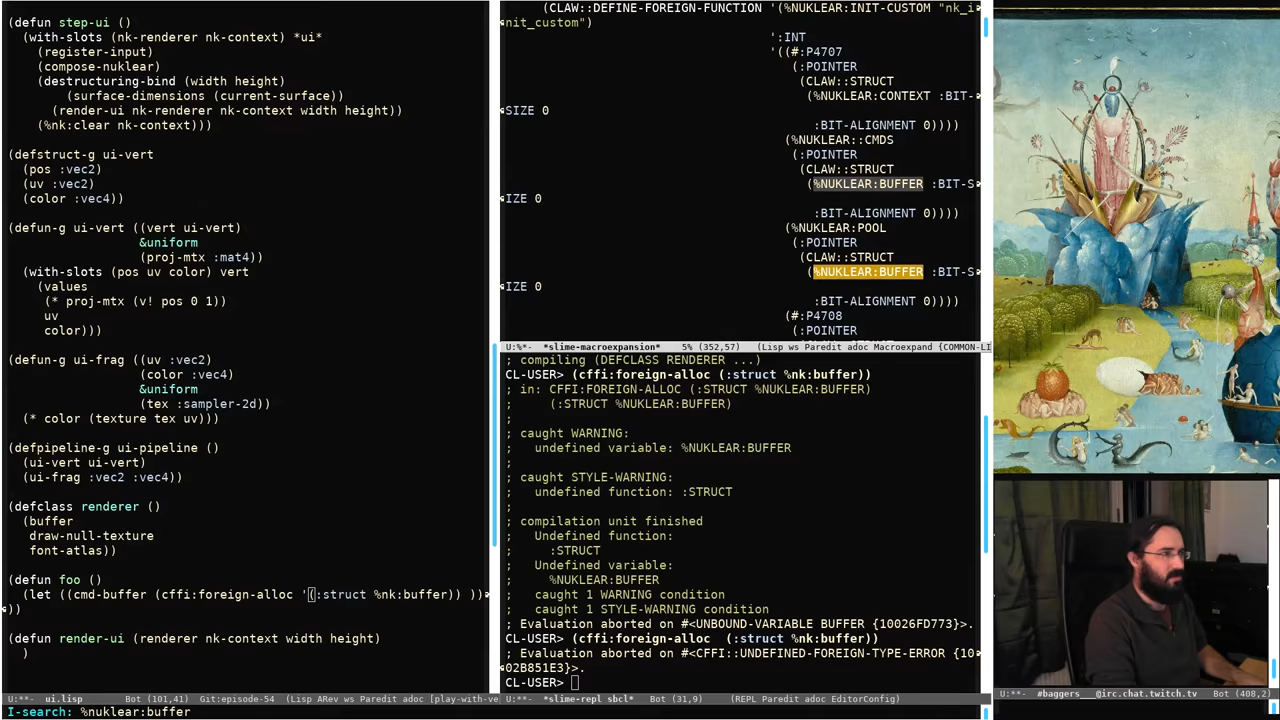 (defun step-ui ()
  (with-slots (nk-renderer nk-context) *ui*
    (register-input)
    (compose-nuklear)
    (destructuring-bind (width height)
        (surface-dimensions (current-surface))
      (render-ui nk-renderer nk-context width height))
    (%nk:clear nk-context)))
(defstruct-g ui-vert
  (pos :vec2)
  (uv :vec2)
  (color :vec4))
(defun-g ui-vert ((vert ui-vert)
                  &uniform
                  (proj-mtx :mat4))
  (with-slots (pos uv color) vert
    (values
     (* proj-mtx (v! pos 0 1))
     uv
     color)))
(defun-g ui-frag ((uv :vec2)
                  (color :vec4)
                  &uniform
                  (tex :sampler-2d))
  (* color (texture tex uv)))
(defpipeline-g ui-pipeline ()
  (ui-vert ui-vert)
  (ui-frag :vec2 :vec4))
(defclass renderer ()
  (buffer
   draw-null-texture
   font-atlas))
(defun foo ()
  (let ((cmd-buffer (cffi:foreign-alloc '(:struct %nk:buffer)) ))
))
(defun render-ui (renderer nk-context width height)
  )
U:**-  ui.lisp      Bot (101,41)  Git:episode-54  (Lisp ARev ws Paredit adoc [play-with-ve
I-search: %nuklear:buffer
(CLAW::DEFINE-FOREIGN-FUNCTION '(%NUKLEAR:INIT-CUSTOM "nk_i
nit_custom")
':INT
'((#:P4707
(:POINTER
(CLAW::STRUCT
(%NUKLEAR:CONTEXT :BIT-
SIZE 0
:BIT-ALIGNMENT 0))))
(%NUKLEAR::CMDS
(:POINTER
(CLAW::STRUCT
(%NUKLEAR:BUFFER :BIT-S
IZE 0
:BIT-ALIGNMENT 0))))
(%NUKLEAR:POOL
(:POINTER
(CLAW::STRUCT
(%NUKLEAR:BUFFER :BIT-S
IZE 0
:BIT-ALIGNMENT 0))))
(#:P4708
(:POINTER
U:%*-  *slime-macroexpansion*    5% (352,57)    (Lisp ws Paredit adoc Macroexpand {COMMON-LI
; compiling (DEFCLASS RENDERER ...)
CL-USER> (cffi:foreign-alloc (:struct %nk:buffer))
; in: CFFI:FOREIGN-ALLOC (:STRUCT %NUKLEAR:BUFFER)
;     (:STRUCT %NUKLEAR:BUFFER)
;
; caught WARNING:
;   undefined variable: %NUKLEAR:BUFFER
;
; caught STYLE-WARNING:
;   undefined function: :STRUCT
;
; compilation unit finished
;   Undefined function:
;     :STRUCT
;   Undefined variable:
;     %NUKLEAR:BUFFER
;   caught 1 WARNING condition
;   caught 1 STYLE-WARNING condition
; Evaluation aborted on #<UNBOUND-VARIABLE BUFFER {10026FD773}>.
CL-USER> (cffi:foreign-alloc  (:struct %nk:buffer))
; Evaluation aborted on #<CFFI::UNDEFINED-FOREIGN-TYPE-ERROR {10
02B851E3}>.
CL-USER>
U:**-  *slime-repl sbcl*   Bot (31,9)     (REPL Paredit adoc EditorConfig)
U:**-  #baggers___@irc.chat.twitch.tv   Bot (408,2)